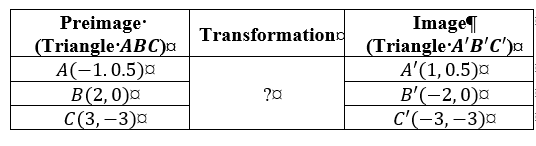 Preimage·
(Triangle·ABC)¤
Transformation¤
Image¶
(Triangle·A′B′C′)¤
A(−1.0.5)¤
?¤
A′(1,0.5)¤
B(2,0)¤
B′(−2,0)¤
C(3,−3)¤
C′(−3,−3)¤